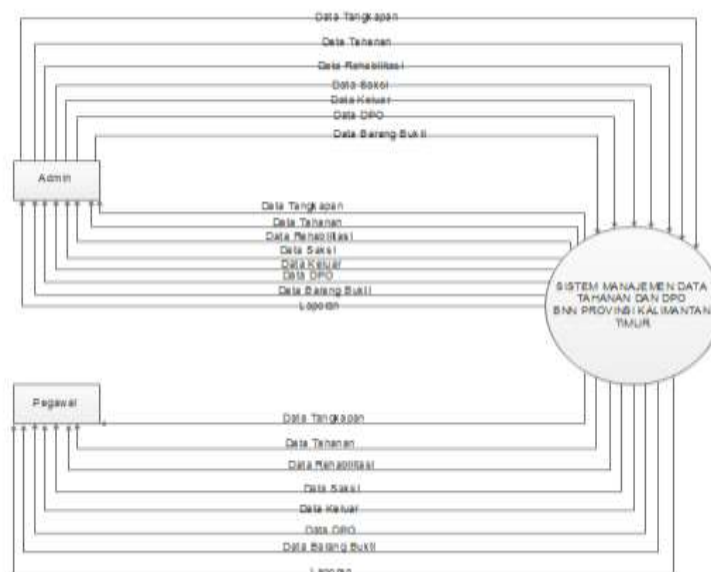 Data Tangkapan
Data Tahanan
Data Rehabilitasi
Data Saksi
Data Keluar
Data DPO
Data Barang Bukti
Admin
Data Tangkapan
Data Tahanan
Data Rehabilitasi
Data Saksi
Data Keluar
Data DPO
Data Barang Bukti
Laporan
SISTEM MANAJEMEN DATA
TAHANAN DAN DPO
BNN PROVINSI KALIMANTAN
TIMUR
Pegawai
Data Tangkapan
Data Tahanan
Data Rehabilitasi
Data Saksi
Data Keluar
Data DPO
Data Barang Bukti
Laporan